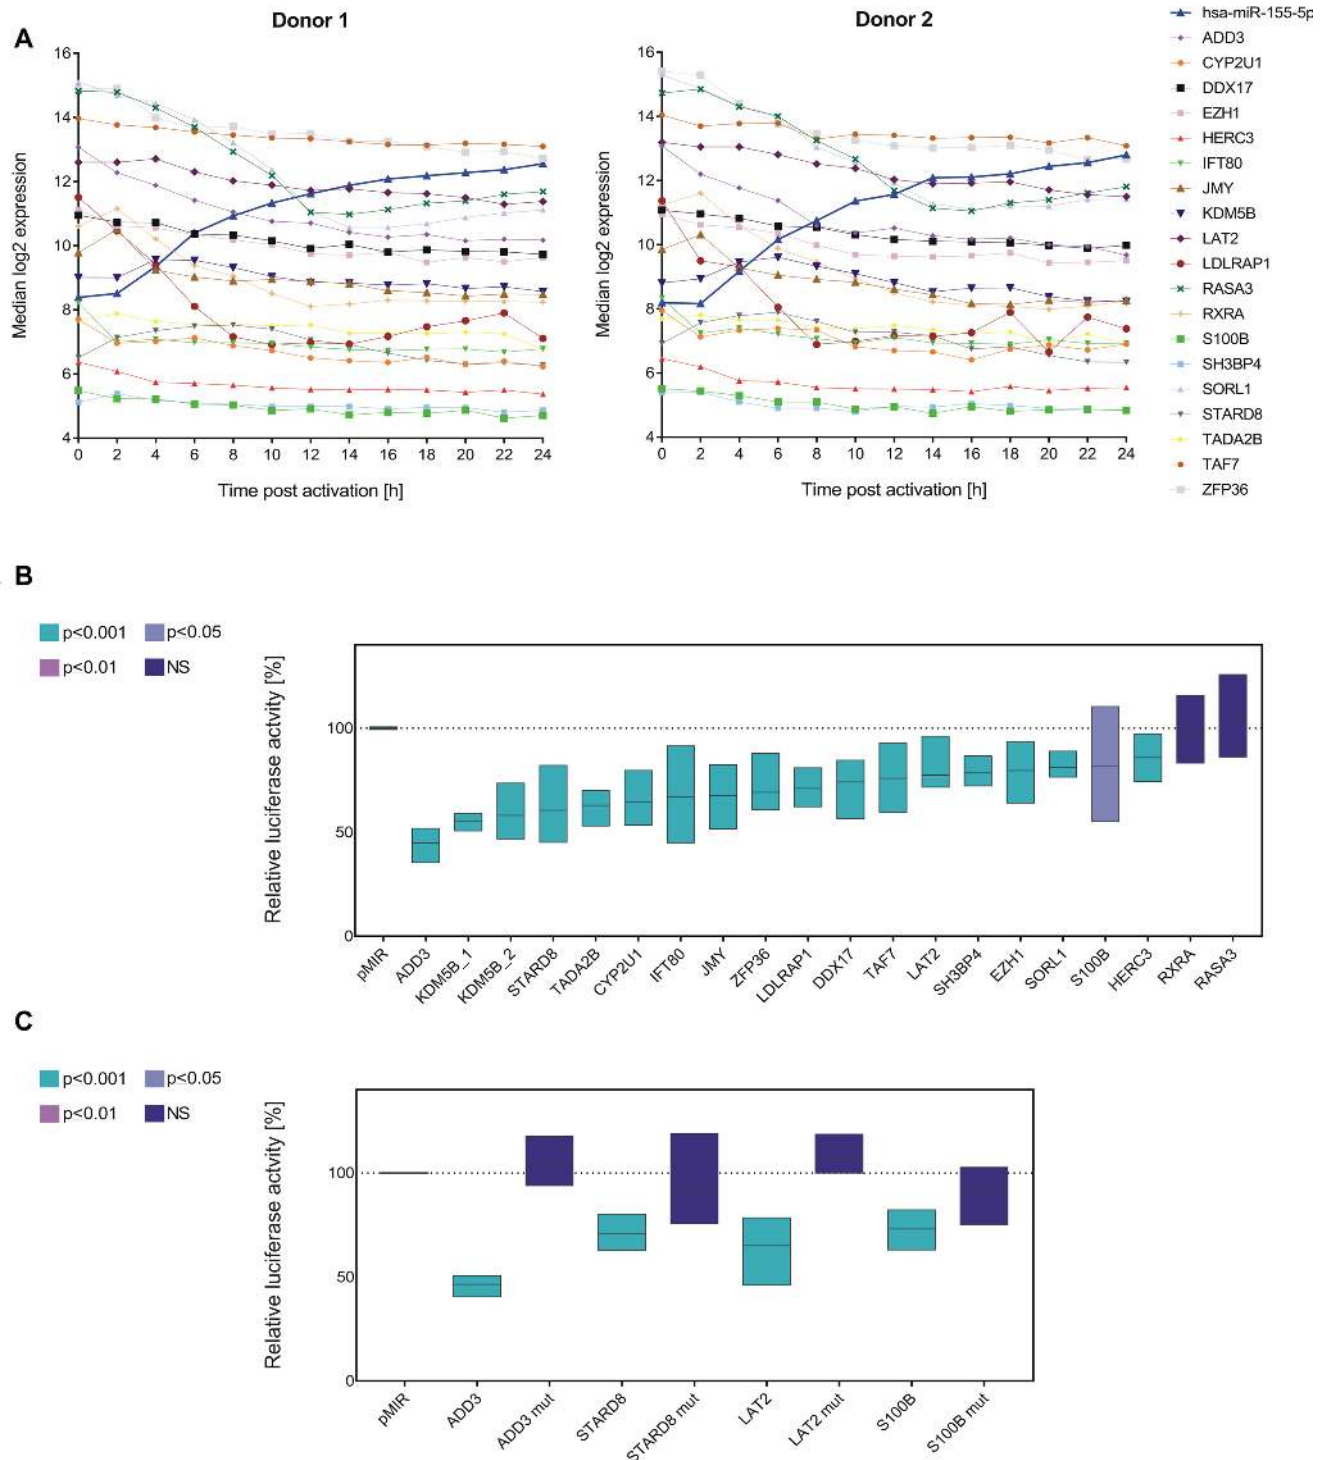 A
Donor 1
Donor 2
Median log2 expression
16
14
12
10
8
6
4
0 2 4 6 8 10 12 14 16 18 20 22 24
Time post activation [h]
Median log2 expression
16
14
12
10
8
6
4
0 2 4 6 8 10 12 14 16 18 20 22 24
Time post activation [h]
hsa-miR-155-5p
ADD3
CYP2U1
DDX17
EZH1
HERC3
IFT80
JMY
KDM5B
LAT2
LDLRAP1
RASA3
RXRA
S100B
SH3BP4
SORL1
STARD8
TADA2B
TAF7
ZFP36
B
p<0.001
p<0.05
p<0.01
NS
Relative luciferase actvity [%]
100
50
0
pMIR
ADD3
KDM5B_1
KDM5B_2
STARD8
TADA2B
CYP2U1
IFT80
JMY
ZFP36
LDLRAP1
DDX17
TAF7
LAT2
SH3BP4
EZH1
SORL1
S100B
HERC3
RXRA
RASA3
C
p<0.001
p<0.05
p<0.01
NS
Relative luciferase actvity [%]
100
50
0
pMIR
ADD3
ADD3 mut
STARD8
STARD8 mut
LAT2
LAT2 mut
S100B
S100B mut